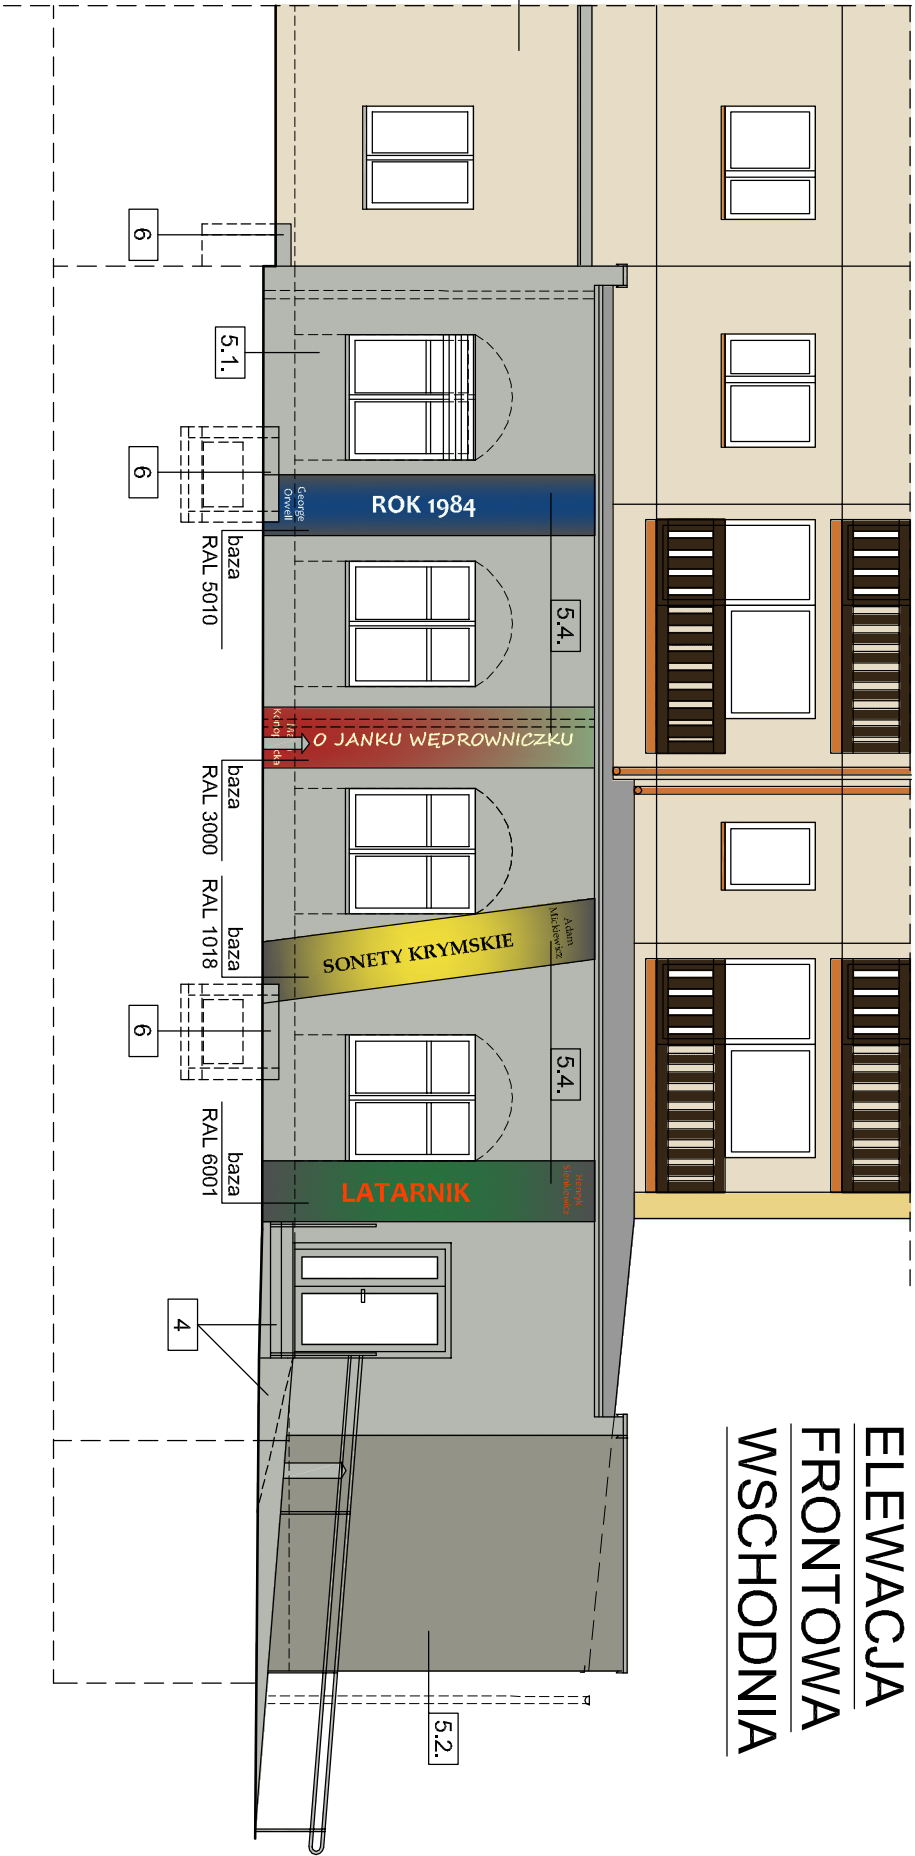 ELEWACJA
FRONTOWA
WSCHODNIA
5.4.
5.4.
5.2.
ROK 1984
George
Orwell
O JANKU WĘDROWNICZKU
SONETY KRYMSKIE
Adam
Mickiewicz
LATARNIK
Henryk
Sienkiewicz
5.1.
baza
RAL 5010
baza
RAL 3000
baza
RAL 1018
baza
RAL 6001
6
6
6
4